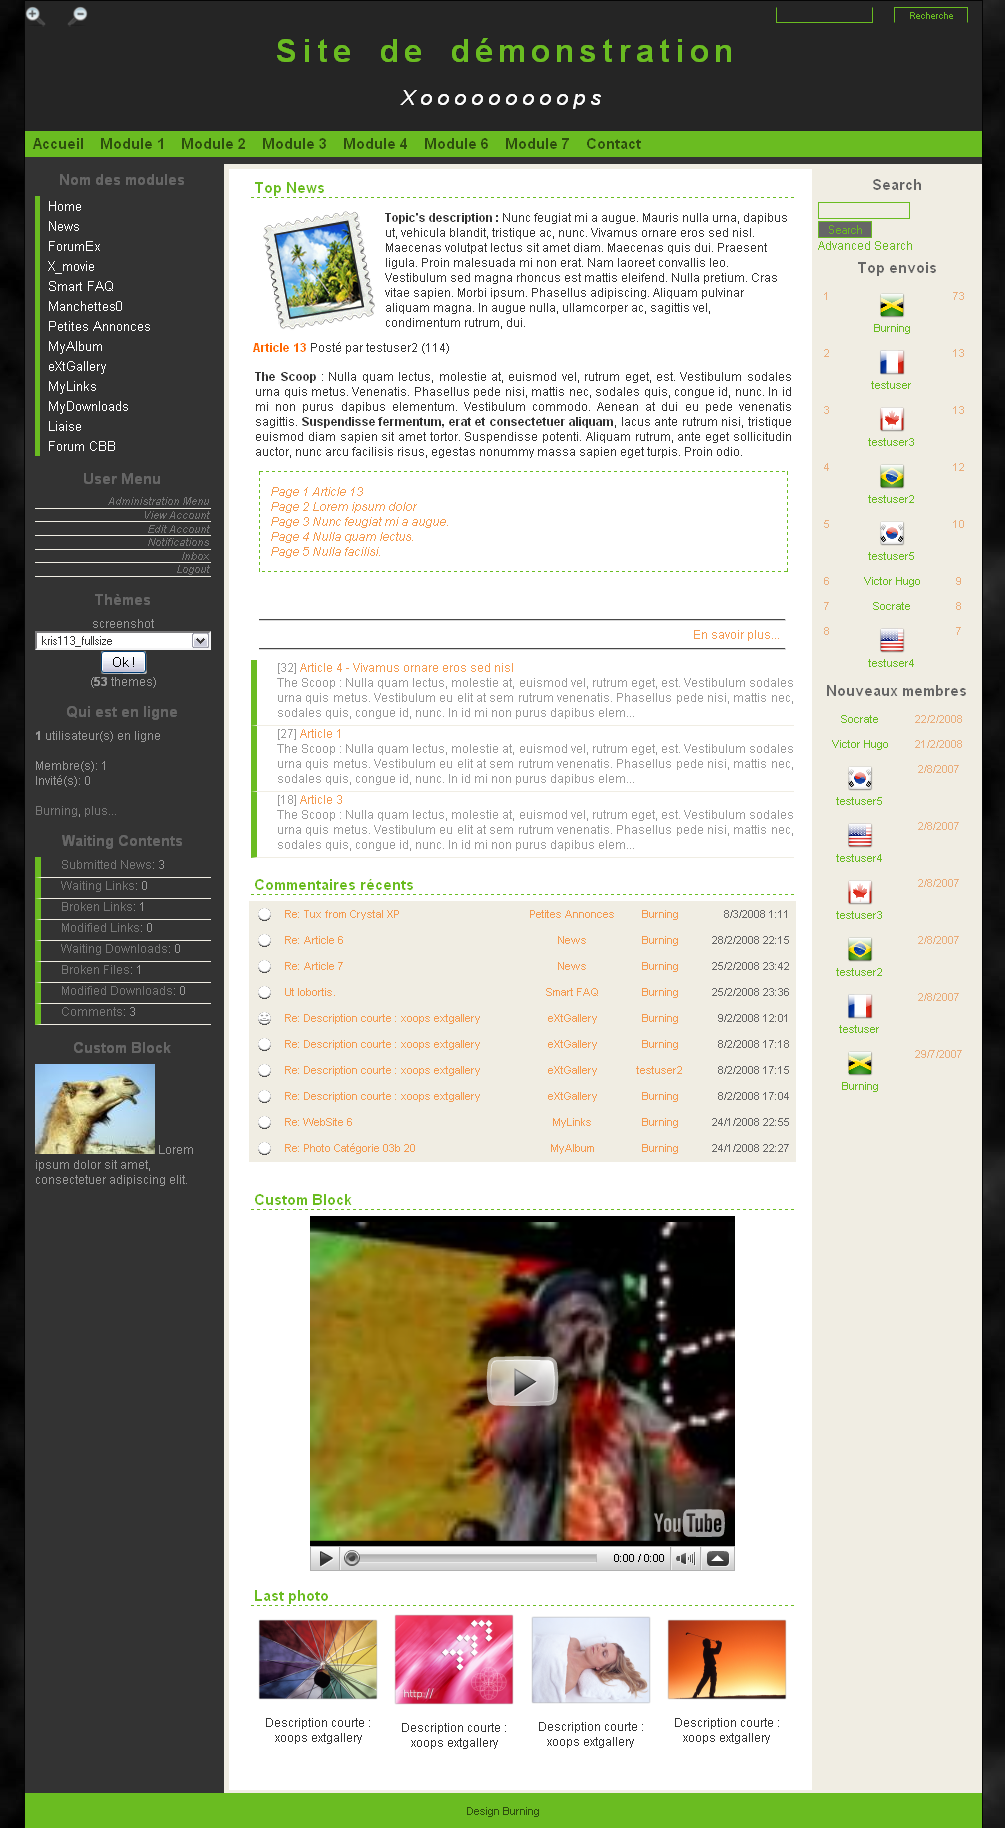 Recherche
Site de démonstration
Xooooooooops
Accueil Module 1 Module 2 Module 3 Module 4 Module 6 Module 7 Contact
Nom des modules
Home
News
ForumEx
X_movie
Smart FAQ
Manchettes0
Petites Annonces
MyAlbum
eXtGallery
MyLinks
MyDownloads
Liaise
Forum CBB
User Menu
Administration Menu
View Account
Edit Account
Notifications
Inbox
Logout
Thèmes
screenshot
kris113_fullsize
Ok !
(53 themes)
Qui est en ligne
1 utilisateur(s) en ligne
Membre(s): 1
Invité(s): 0
Burning, plus...
Waiting Contents
Submitted News: 3
Waiting Links: 0
Broken Links: 1
Modified Links: 0
Waiting Downloads: 0
Broken Files: 1
Modified Downloads: 0
Comments: 3
Custom Block
Lorem
ipsum dolor sit amet,
consectetuer adipiscing elit.
Top News
Topic's description : Nunc feugiat mi a augue. Mauris nulla urna, dapibus
ut, vehicula blandit, tristique ac, nunc. Vivamus ornare eros sed nisl.
Maecenas volutpat lectus sit amet diam. Maecenas quis dui. Praesent
ligula. Proin malesuada mi non erat. Nam laoreet convallis leo.
Vestibulum sed magna rhoncus est mattis eleifend. Nulla pretium. Cras
vitae sapien. Morbi ipsum. Phasellus adipiscing. Aliquam pulvinar
aliquam magna. In augue nulla, ullamcorper ac, sagittis vel,
condimentum rutrum, dui.
Article 13 Posté par testuser2 (114)
The Scoop : Nulla quam lectus, molestie at, euismod vel, rutrum eget, est. Vestibulum sodales
urna quis metus. Venenatis. Phasellus pede nisi, mattis nec, sodales quis, congue id, nunc. In id
mi non purus dapibus elementum. Vestibulum commodo. Aenean at dui eu pede venenatis
sagittis. Suspendisse fermentum, erat et consectetuer aliquam, lacus ante rutrum nisi, tristique
euismod diam sapien sit amet tortor. Suspendisse potenti. Aliquam rutrum, ante eget sollicitudin
auctor, nunc arcu facilisis risus, egestas nonummy massa sapien eget turpis. Proin odio.
Page 1 Article 13
Page 2 Lorem ipsum dolor
Page 3 Nunc feugiat mi a augue.
Page 4 Nulla quam lectus.
Page 5 Nulla facilisi.
En savoir plus...
[32] Article 4 - Vivamus ornare eros sed nisl
The Scoop : Nulla quam lectus, molestie at, euismod vel, rutrum eget, est. Vestibulum sodales
urna quis metus. Vestibulum eu elit at sem rutrum venenatis. Phasellus pede nisi, mattis nec,
sodales quis, congue id, nunc. In id mi non purus dapibus elem...
[27] Article 1
The Scoop : Nulla quam lectus, molestie at, euismod vel, rutrum eget, est. Vestibulum sodales
urna quis metus. Vestibulum eu elit at sem rutrum venenatis. Phasellus pede nisi, mattis nec,
sodales quis, congue id, nunc. In id mi non purus dapibus elem...
[18] Article 3
The Scoop : Nulla quam lectus, molestie at, euismod vel, rutrum eget, est. Vestibulum sodales
urna quis metus. Vestibulum eu elit at sem rutrum venenatis. Phasellus pede nisi, mattis nec,
sodales quis, congue id, nunc. In id mi non purus dapibus elem...
Commentaires récents
Re: Tux from Crystal XP Petites Annonces Burning 8/3/2008 1:11
Re: Article 6 News Burning 28/2/2008 22:15
Re: Article 7 News Burning 25/2/2008 23:42
Ut lobortis. Smart FAQ Burning 25/2/2008 23:36
Re: Description courte : xoops extgallery eXtGallery Burning 9/2/2008 12:01
Re: Description courte : xoops extgallery eXtGallery Burning 8/2/2008 17:18
Re: Description courte : xoops extgallery eXtGallery testuser2 8/2/2008 17:15
Re: Description courte : xoops extgallery eXtGallery Burning 8/2/2008 17:04
Re: WebSite 6 MyLinks Burning 24/1/2008 22:55
Re: Photo Catégorie 03b 20 MyAlbum Burning 24/1/2008 22:27
Custom Block
YouTube
0:00 / 0:00
Last photo
http://
Description courte :
xoops extgallery
Description courte :
xoops extgallery
Description courte :
xoops extgallery
Description courte :
xoops extgallery
Search
Search
Advanced Search
Top envois
1 73
Burning
2 13
testuser
3 13
testuser3
4 12
testuser2
5 10
testuser5
6 Victor Hugo 9
7 Socrate 8
8 7
testuser4
Nouveaux membres
Socrate 22/2/2008
Victor Hugo 21/2/2008
2/8/2007
testuser5
2/8/2007
testuser4
2/8/2007
testuser3
2/8/2007
testuser2
2/8/2007
testuser
29/7/2007
Burning
Design Burning